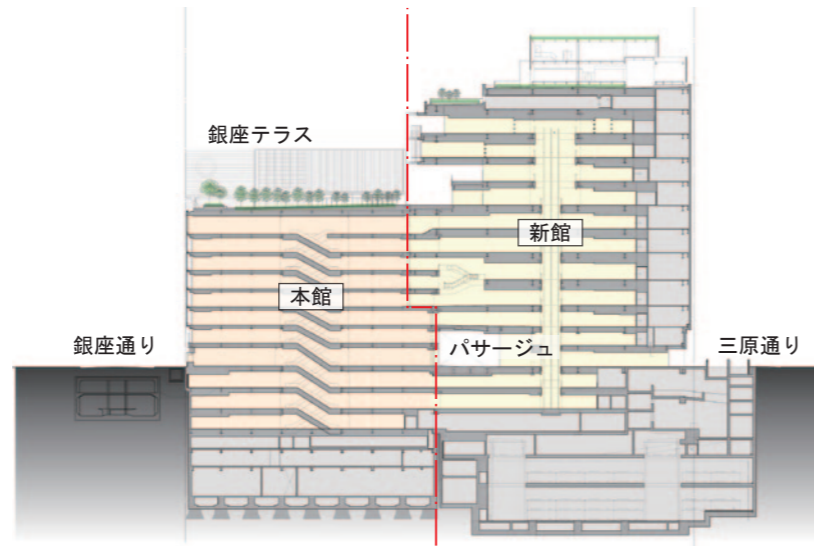 銀座テラス
新館
本館
銀座通り
パサージュ
三原通り